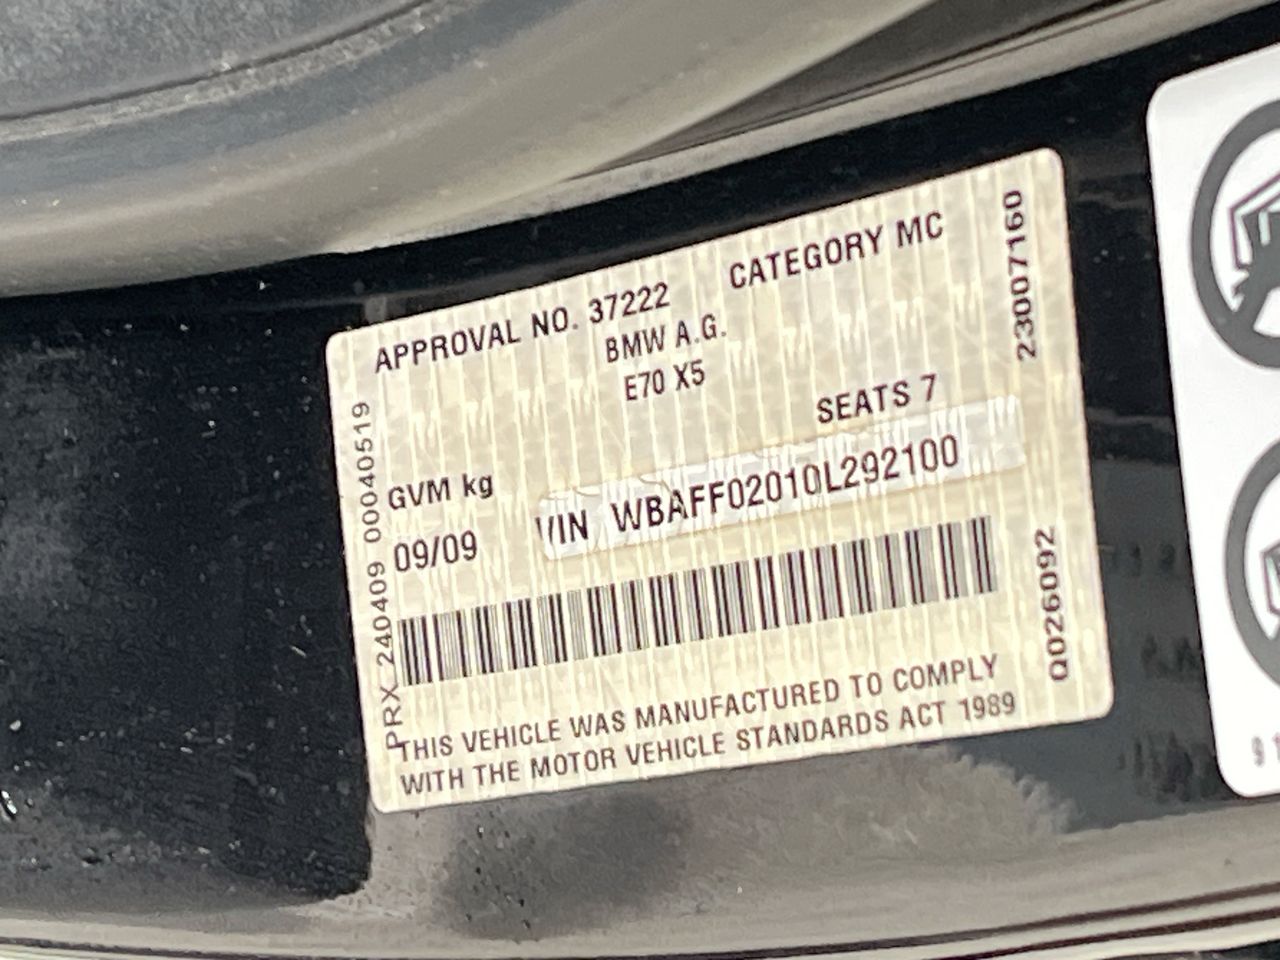 APPROVAL NO. 37222
CATEGORY MC
BMW A.G.
E70 X5
SEATS 7
GVM kg
09/09
VIN WBAFF02010L292100
THIS VEHICLE WAS MANUFACTURED TO COMPLY
WITH THE MOTOR VEHICLE STANDARDS ACT 1989
PRX 240409 00040519
23007160
Q026092